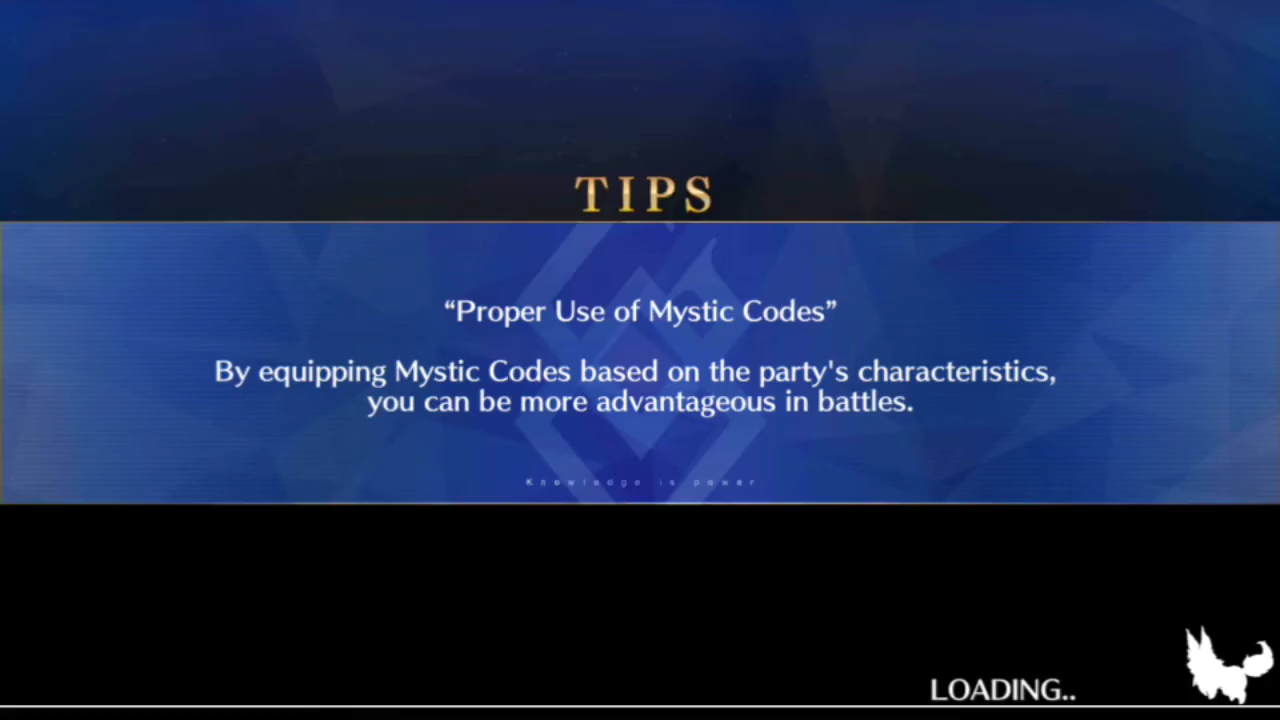 TIPS
“Proper Use of Mystic Codes”
By equipping Mystic Codes based on the party's characteristics,
you can be more advantageous in battles.
Knowledge is power.
LOADING..